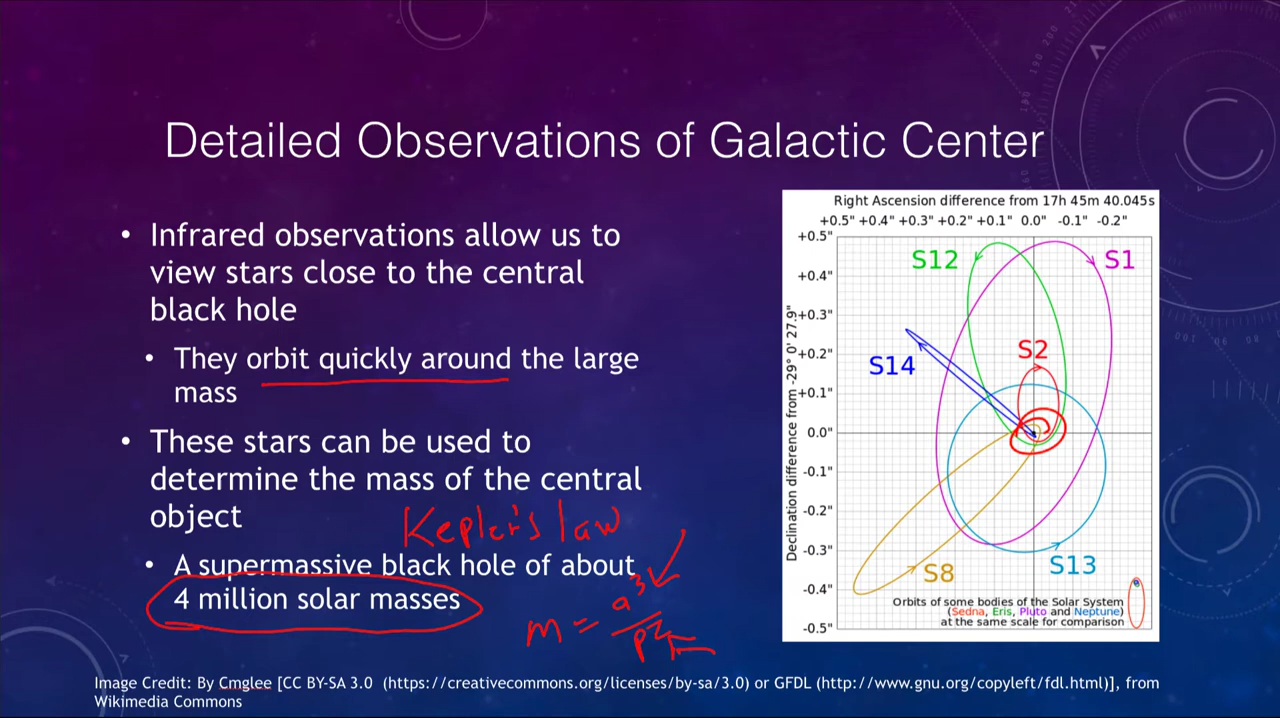 Detailed Observations of Galactic Center
• Infrared observations allow us to
view stars close to the central
black hole
• They orbit quickly around the large
mass
• These stars can be used to
determine the mass of the central
object
Kepler's law
• A supermassive black hole of about
4 million solar masses
m = a³/p²
Right Ascension difference from 17h 45m 40.045s
+0.5" +0.4" +0.3" +0.2" +0.1" 0.0" -0.1" -0.2"
Declination difference from -29° 0' 27.9"
+0.5"
+0.4"
+0.3"
+0.2"
+0.1"
0.0"
-0.1"
-0.2"
-0.3"
-0.4"
-0.5"
S12
S1
S2
S14
S13
S8
Orbits of some bodies of the Solar System
(Sedna, Eris, Pluto and Neptune)
at the same scale for comparison
Image Credit: By Cmglee [CC BY-SA 3.0 (https://creativecommons.org/licenses/by-sa/3.0) or GFDL (http://www.gnu.org/copyleft/fdl.html)], from
Wikimedia Commons